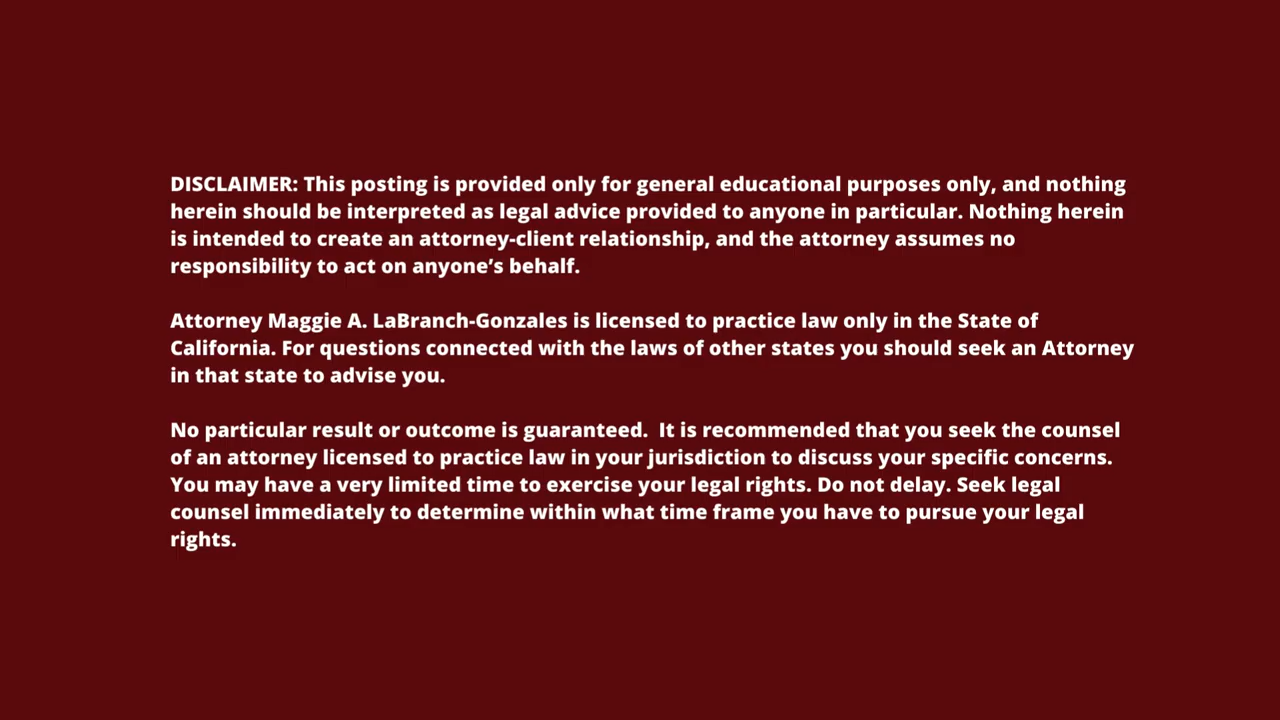 DISCLAIMER: This posting is provided only for general educational purposes only, and nothing
herein should be interpreted as legal advice provided to anyone in particular. Nothing herein
is intended to create an attorney-client relationship, and the attorney assumes no
responsibility to act on anyone’s behalf.
Attorney Maggie A. LaBranch-Gonzales is licensed to practice law only in the State of
California. For questions connected with the laws of other states you should seek an Attorney
in that state to advise you.
No particular result or outcome is guaranteed.  It is recommended that you seek the counsel
of an attorney licensed to practice law in your jurisdiction to discuss your specific concerns.
You may have a very limited time to exercise your legal rights. Do not delay. Seek legal
counsel immediately to determine within what time frame you have to pursue your legal
rights.